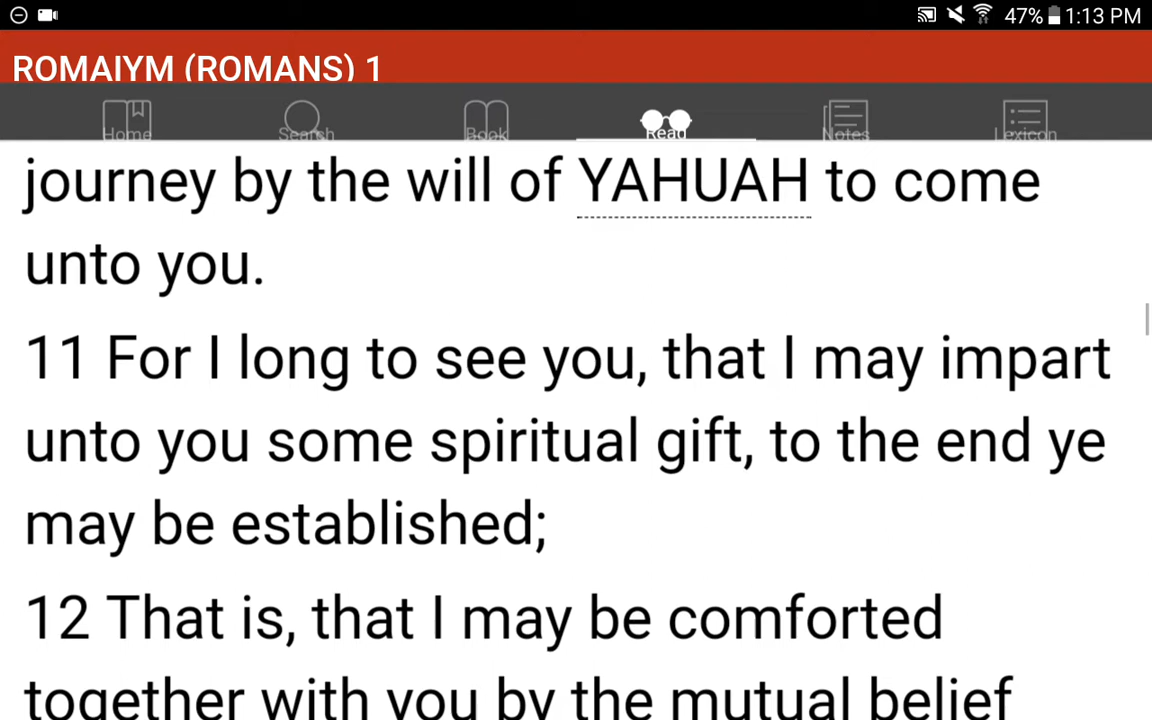 47% 1:13 PM
ROMAIYM (ROMANS) 1
Home Search Book Read Notes Lexicon
journey by the will of YAHUAH to come
unto you.
11 For I long to see you, that I may impart
unto you some spiritual gift, to the end ye
may be established;
12 That is, that I may be comforted
together with you by the mutual belief